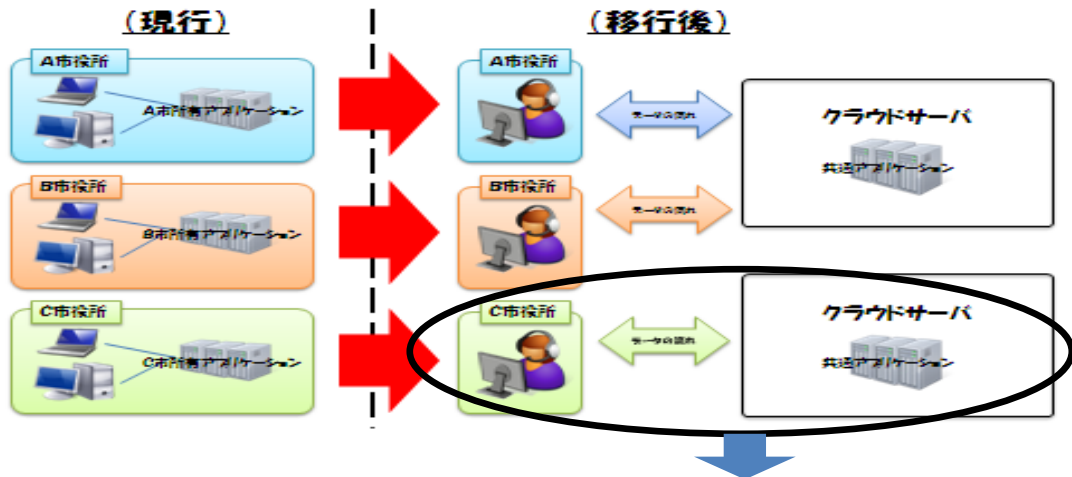 (現行)
(移行後)
A市役所
A市所有アプリケーション
A市役所
データの流れ
クラウドサーバ
共通アプリケーション
B市役所
B市所有アプリケーション
B市役所
データの流れ
C市役所
C市所有アプリケーション
C市役所
データの流れ
クラウドサーバ
共通アプリケーション